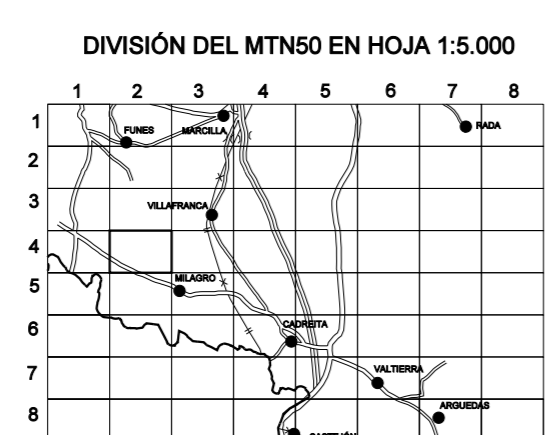 DIVISIÓN DEL MTN50 EN HOJA 1:5.000
1 2 3 4 5 6 7 8
1
RADA
FUNES
MARCILLA
2
3
VILLAFRANCA
4
5
MILAGRO
6
CADREITA
7
VALTIERRA
ARGUEDAS
8